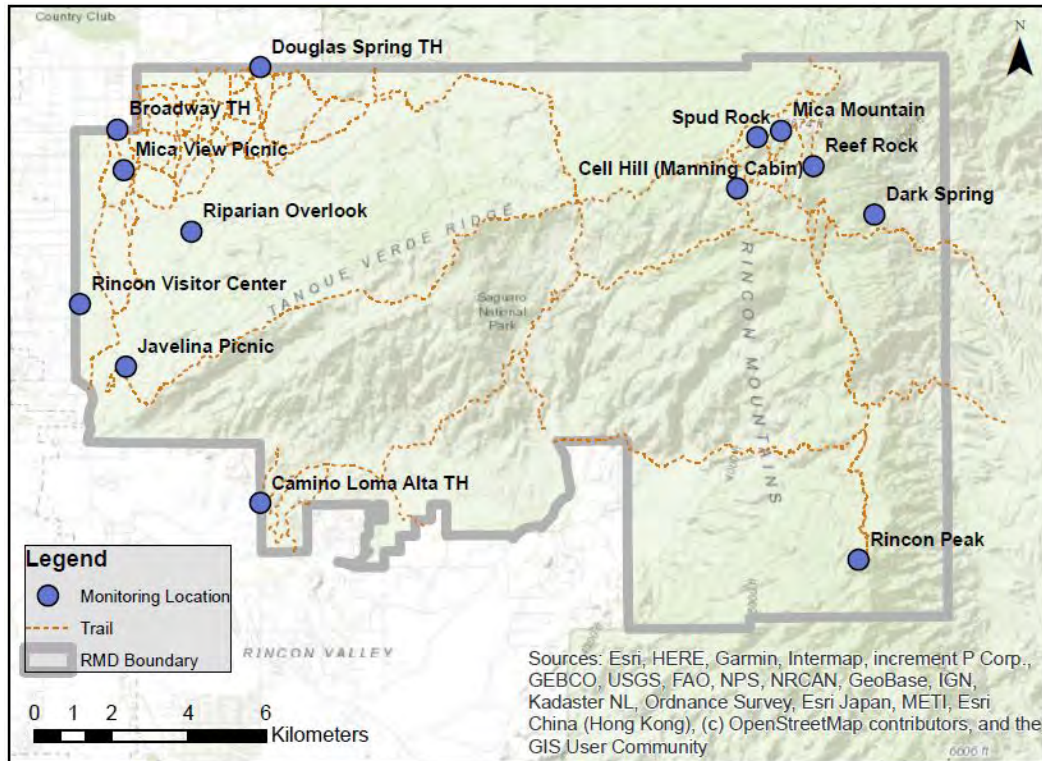 Country Club
Douglas Spring TH
N
Broadway TH
Mica View Picnic
Spud Rock
Mica Mountain
Reef Rock
Cell Hill (Manning Cabin)
Dark Spring
Riparian Overlook
TANQUE VERDE RIDGE
Rincon Visitor Center
Saguaro
National
Park
RINCON MOUNTAINS
Javelina Picnic
Camino Loma Alta TH
Rincon Peak
Legend
Monitoring Location
Trail
RMD Boundary
RINCON VALLEY
0 1 2 4 6
Kilometers
Sources: Esri, HERE, Garmin, Intermap, increment P Corp.,
GEBCO, USGS, FAO, NPS, NRCAN, GeoBase, IGN,
Kadaster NL, Ordnance Survey, Esri Japan, METI, Esri
China (Hong Kong), (c) OpenStreetMap contributors, and the
GIS User Community
6606 ft